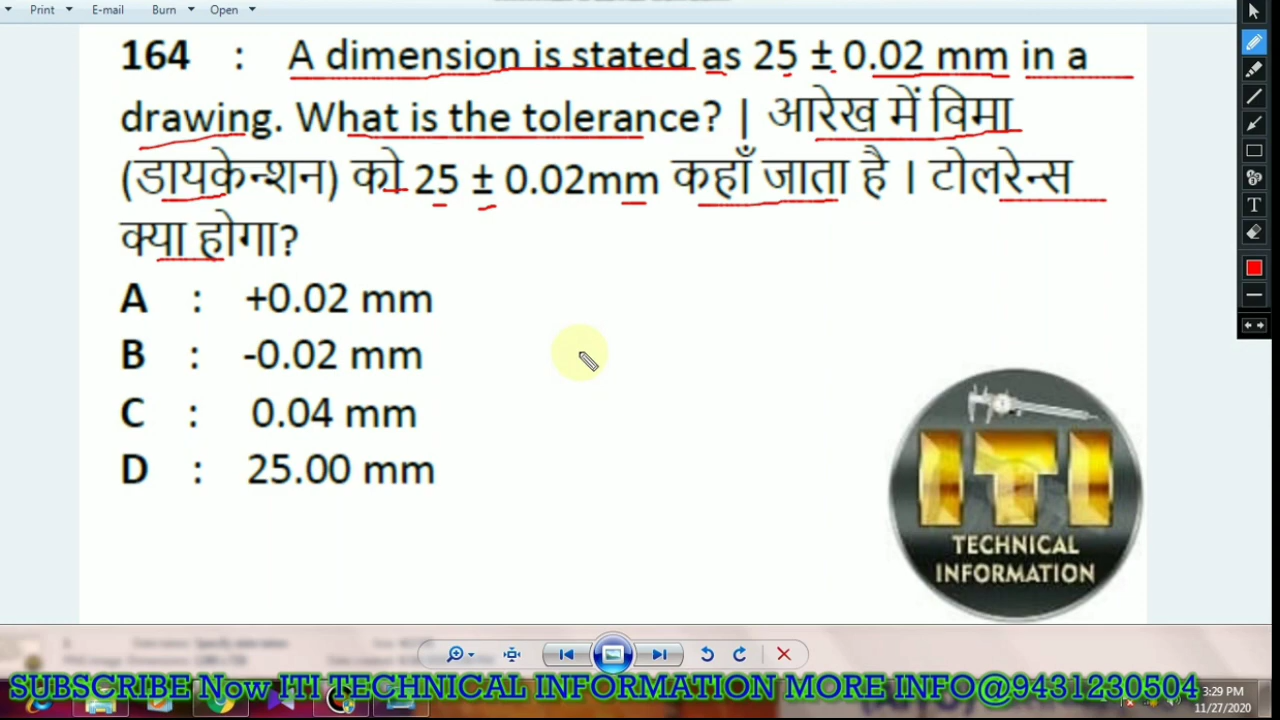 Print E-mail Burn Open
164 : A dimension is stated as 25 ± 0.02 mm in a
drawing. What is the tolerance? | आरेख में विमा
(डायकेन्शन) को 25 ± 0.02mm कहाँ जाता है । टोलरेन्स
क्या होगा?
A : +0.02 mm
B : -0.02 mm
C : 0.04 mm
D : 25.00 mm
ITI
TECHNICAL
INFORMATION
SUBSCRIBE Now ITI TECHNICAL INFORMATION MORE INFO@9431230504
3:29 PM
11/27/2020